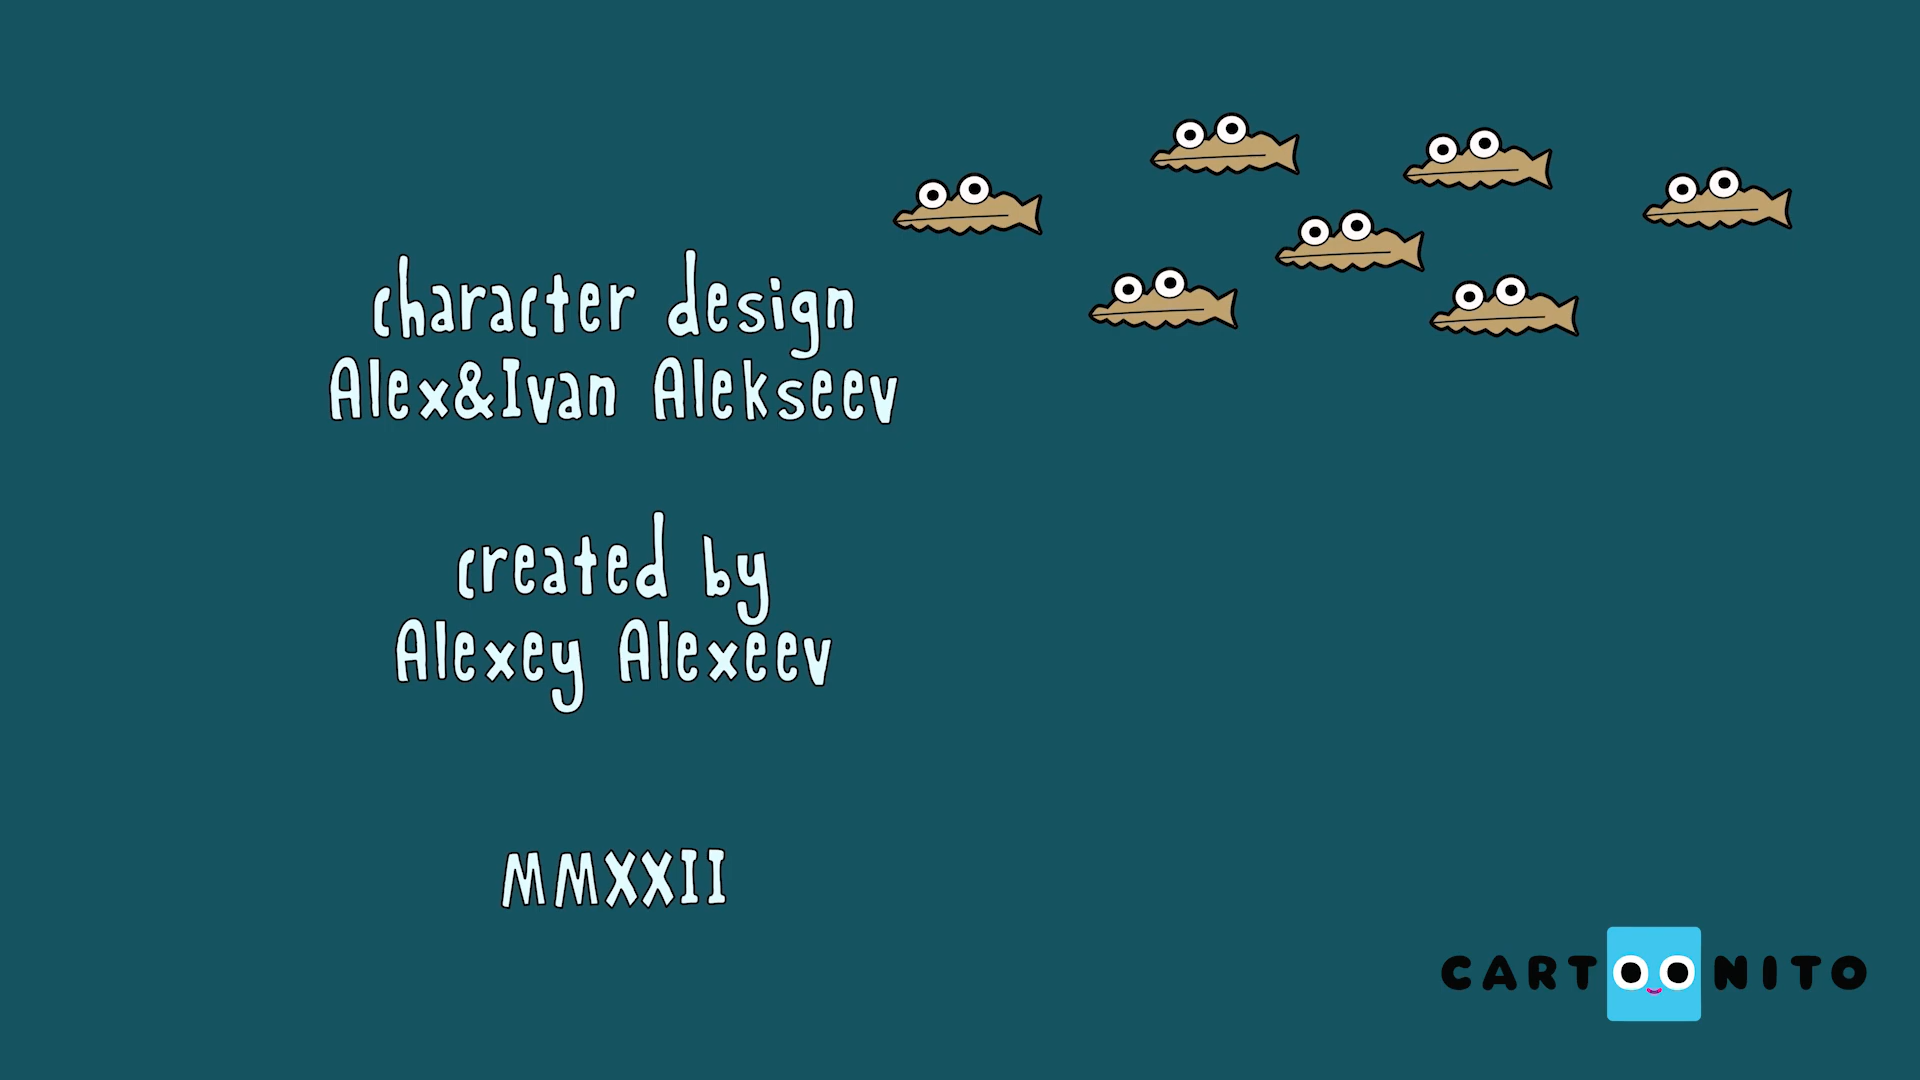 character design
Alex&Ivan Alekseev
created by
Alexey Alexeev
MMXXII
CARTOONITO